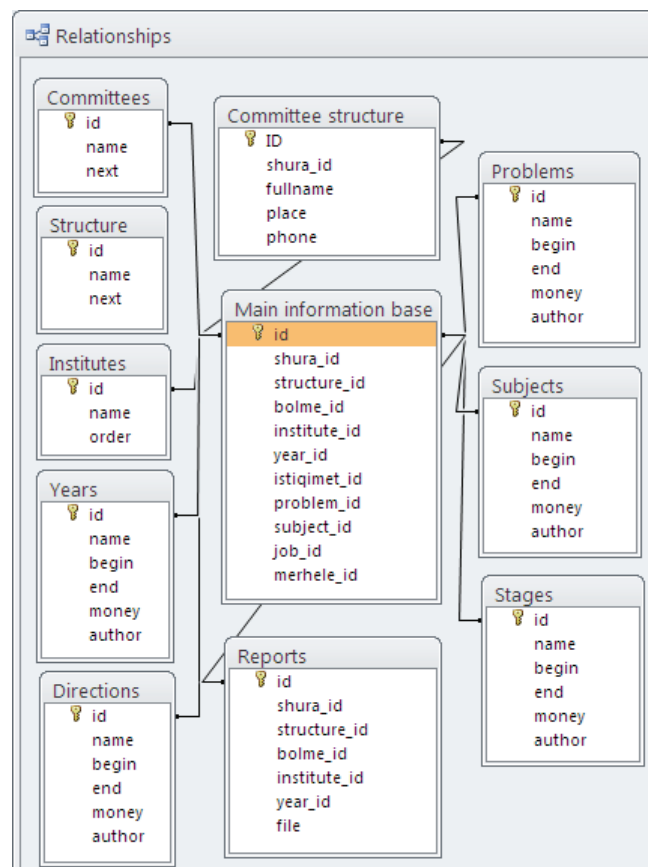 Relationships
Committees
id
name
next
Structure
id
name
next
Institutes
id
name
order
Years
id
name
begin
end
money
author
Directions
id
name
begin
end
money
author
Committee structure
ID
shura_id
fullname
place
phone
Main information base
id
shura_id
structure_id
bolme_id
institute_id
year_id
istiqimet_id
problem_id
subject_id
job_id
merhele_id
Reports
id
shura_id
structure_id
bolme_id
institute_id
year_id
file
Problems
id
name
begin
end
money
author
Subjects
id
name
begin
end
money
author
Stages
id
name
begin
end
money
author